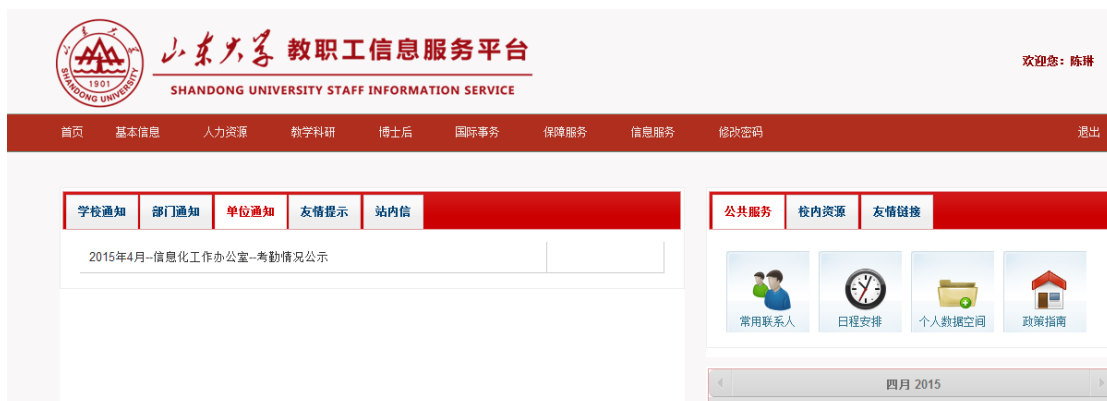 山东大学 教职工信息服务平台
SHANDONG UNIVERSITY STAFF INFORMATION SERVICE
1901
SHANDONG UNIVERSITY
欢迎您：陈琳
首页 基本信息 人力资源 教学科研 博士后 国际事务 保障服务 信息服务 修改密码 退出
学校通知 部门通知 单位通知 友情提示 站内信
2015年4月--信息化工作办公室--考勤情况公示
公共服务 校内资源 友情链接
常用联系人 日程安排 个人数据空间 政策指南
四月 2015